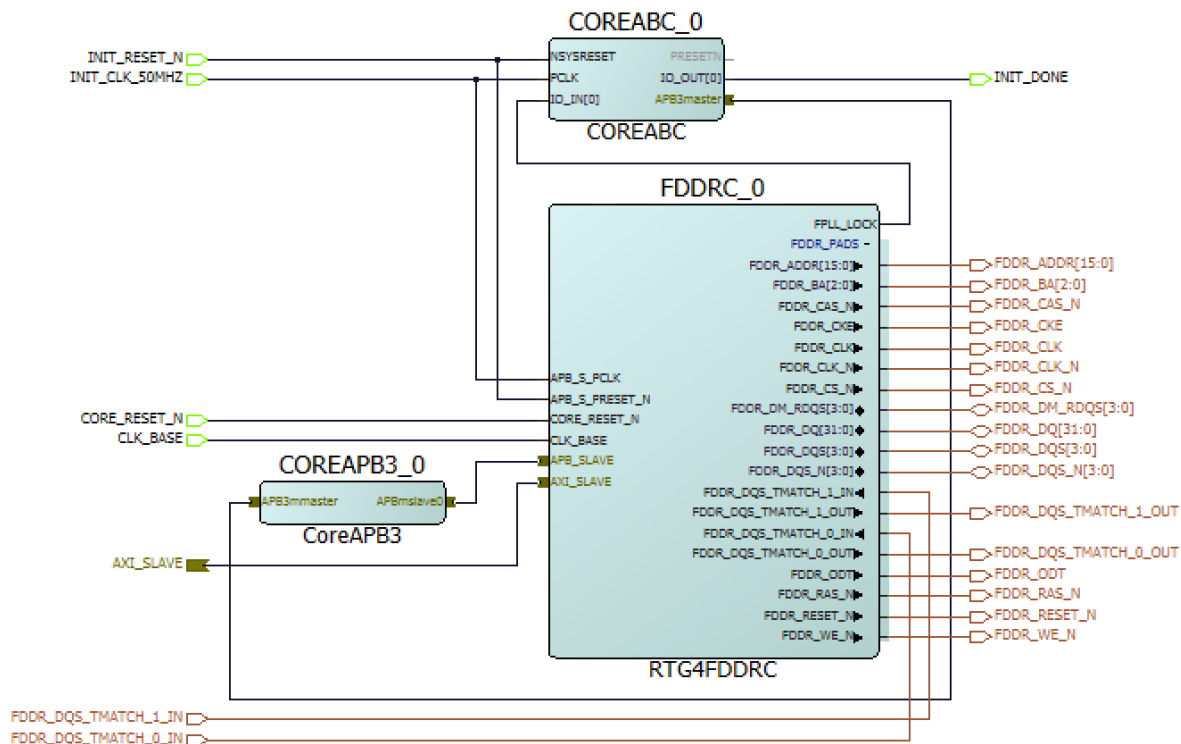 COREABC_0
INIT_RESET_N
INIT_CLK_50MHZ
NSYSRESET
PRESETN
PCLK
IO_OUT[0]
IO_IN[0]
APB3master
INIT_DONE
COREABC
FDDRC_0
FPLL_LOCK
FDDR_PADS
FDDR_ADDR[15:0]
FDDR_ADDR[15:0]
FDDR_BA[2:0]
FDDR_BA[2:0]
FDDR_CAS_N
FDDR_CAS_N
FDDR_CKE
FDDR_CKE
FDDR_CLK
FDDR_CLK
FDDR_CLK_N
FDDR_CLK_N
APB_S_PCLK
FDDR_CS_N
FDDR_CS_N
APB_S_PRESET_N
FDDR_DM_RDQS[3:0]
FDDR_DM_RDQS[3:0]
CORE_RESET_N
CORE_RESET_N
FDDR_DQ[31:0]
FDDR_DQ[31:0]
CLK_BASE
CLK_BASE
FDDR_DQS[3:0]
FDDR_DQS[3:0]
APB_SLAVE
FDDR_DQS_N[3:0]
FDDR_DQS_N[3:0]
AXI_SLAVE
FDDR_DQS_TMATCH_1_IN
COREAPB3_0
APB3mmaster
APBmslave0
CoreAPB3
FDDR_DQS_TMATCH_1_OUT
FDDR_DQS_TMATCH_1_OUT
FDDR_DQS_TMATCH_0_IN
FDDR_DQS_TMATCH_0_OUT
FDDR_DQS_TMATCH_0_OUT
AXI_SLAVE
FDDR_ODT
FDDR_ODT
FDDR_RAS_N
FDDR_RAS_N
FDDR_RESET_N
FDDR_RESET_N
FDDR_WE_N
FDDR_WE_N
RTG4FDDRC
FDDR_DQS_TMATCH_1_IN
FDDR_DQS_TMATCH_0_IN